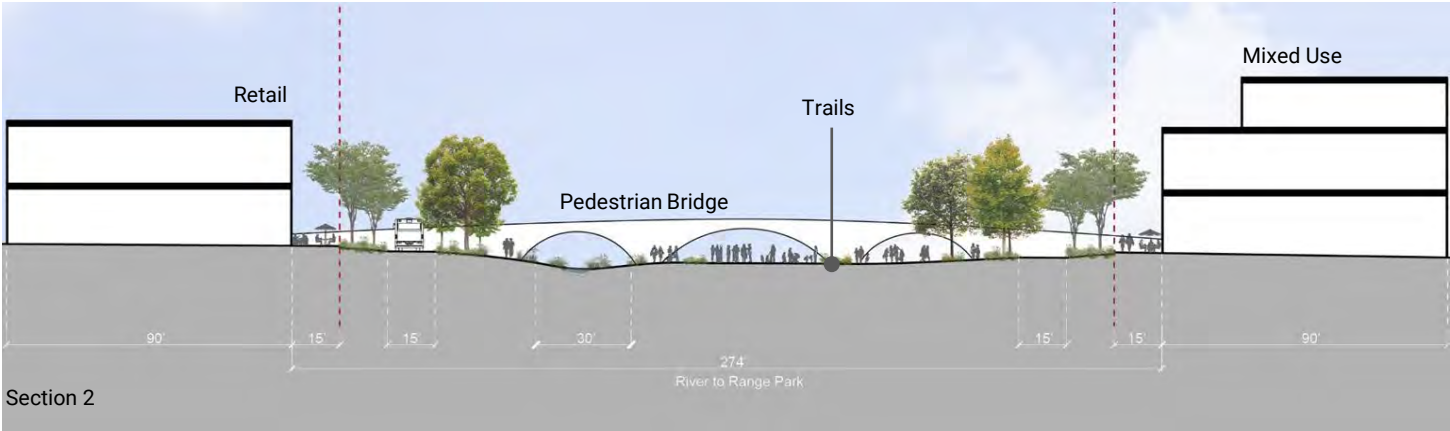 Mixed Use
Retail
Trails
Pedestrian Bridge
90'
15'
15'
30'
15'
15'
90'
274'
River to Range Park
Section 2